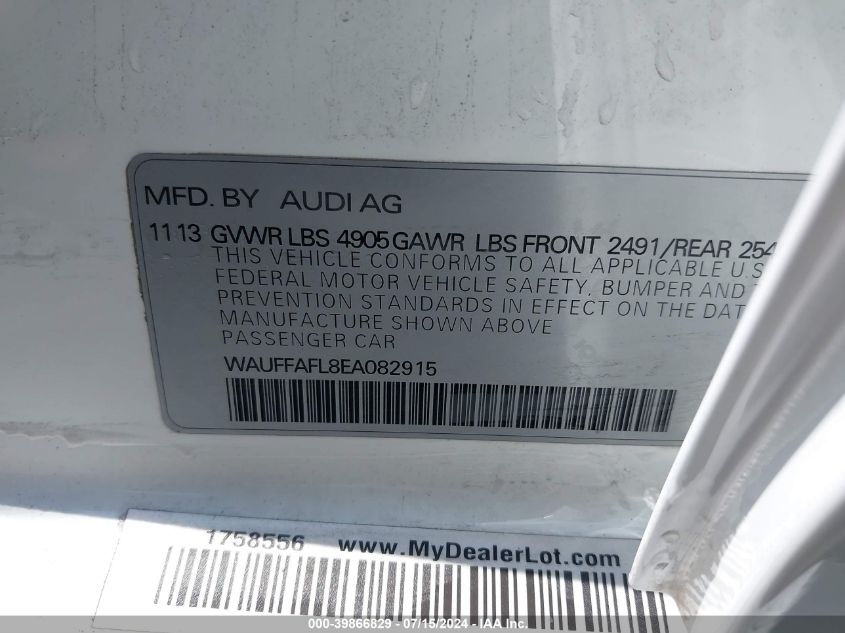 MFD. BY AUDI AG
11 13 GVWR LBS 4905 GAWR LBS FRONT 2491/REAR 254
THIS VEHICLE CONFORMS TO ALL APPLICABLE U.S
FEDERAL MOTOR VEHICLE SAFETY, BUMPER AND
PREVENTION STANDARDS IN EFFECT ON THE DAT
MANUFACTURE SHOWN ABOVE
PASSENGER CAR
WAUFFAFL8EA082915
1758556 www.MyDealerLot.com
000-39866829 - 07/15/2024 - IAA Inc.